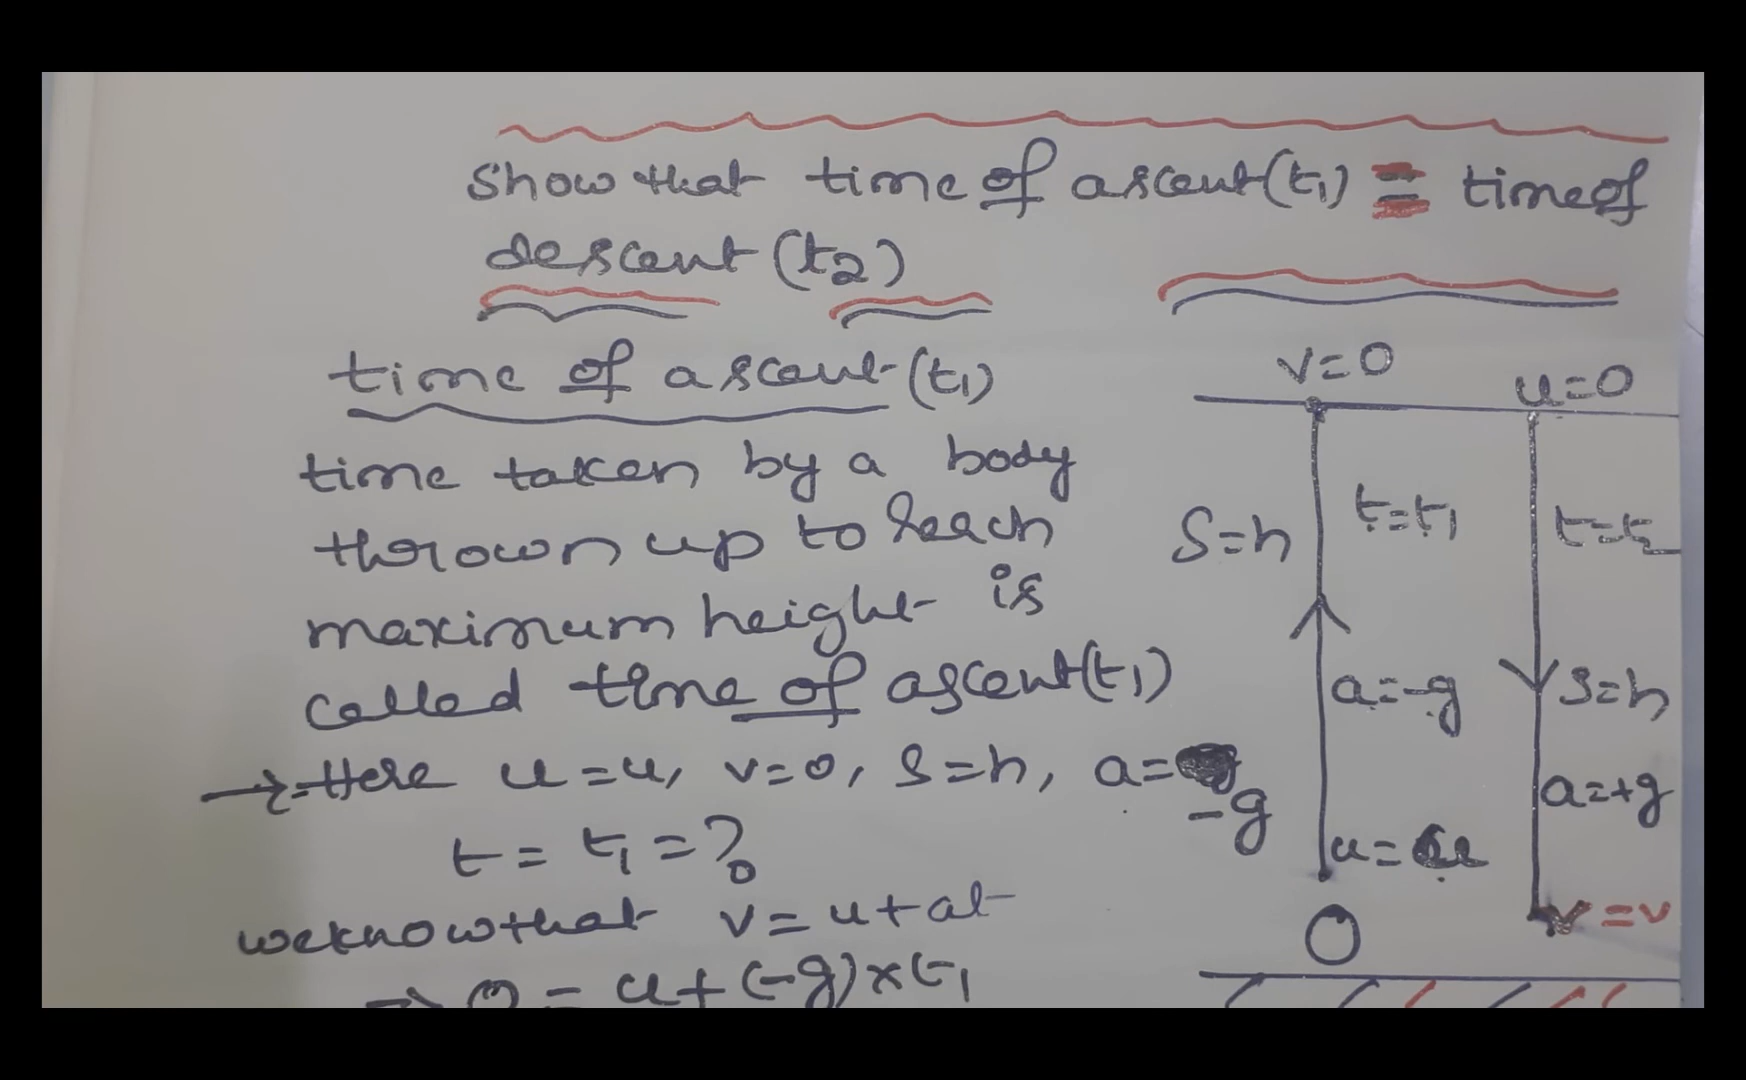 Show that time of ascent (t1) = time of
descent (t2)
time of ascent (t1)
time taken by a body
thrown up to reach
maximum height is
called time of ascent (t1)
→ Here u = u, v=0, S=h, a=
-g
t = t1 = ?
we know that v = u + at
⇒ 0 = u + (-g) × t1
v=0
u=0
S=h
t=t1
t=t2
a=-g
S=h
a=+g
u= u
v=v